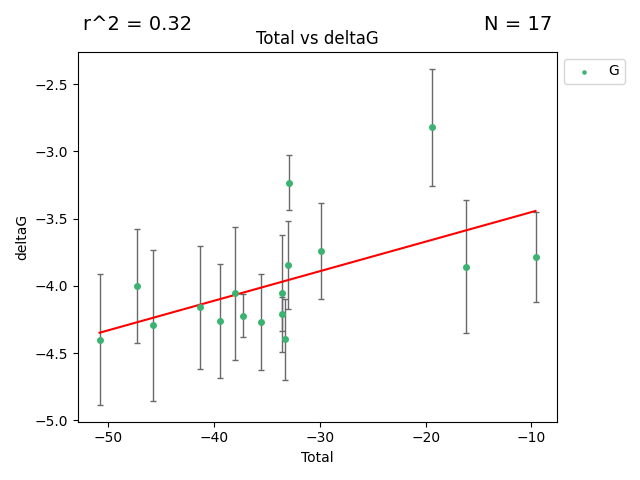 r^2 = 0.32
N = 17
Total vs deltaG
G
−2.5
−3.0
−3.5
−4.0
−4.5
−5.0
deltaG
−50
−40
−30
−20
−10
Total